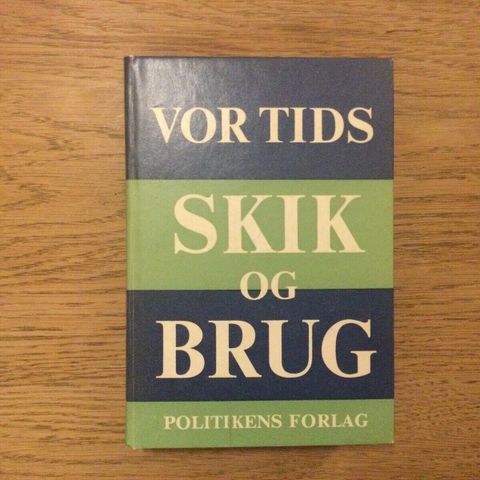 VOR TIDS
SKIK
OG
BRUG
POLITIKENS FORLAG